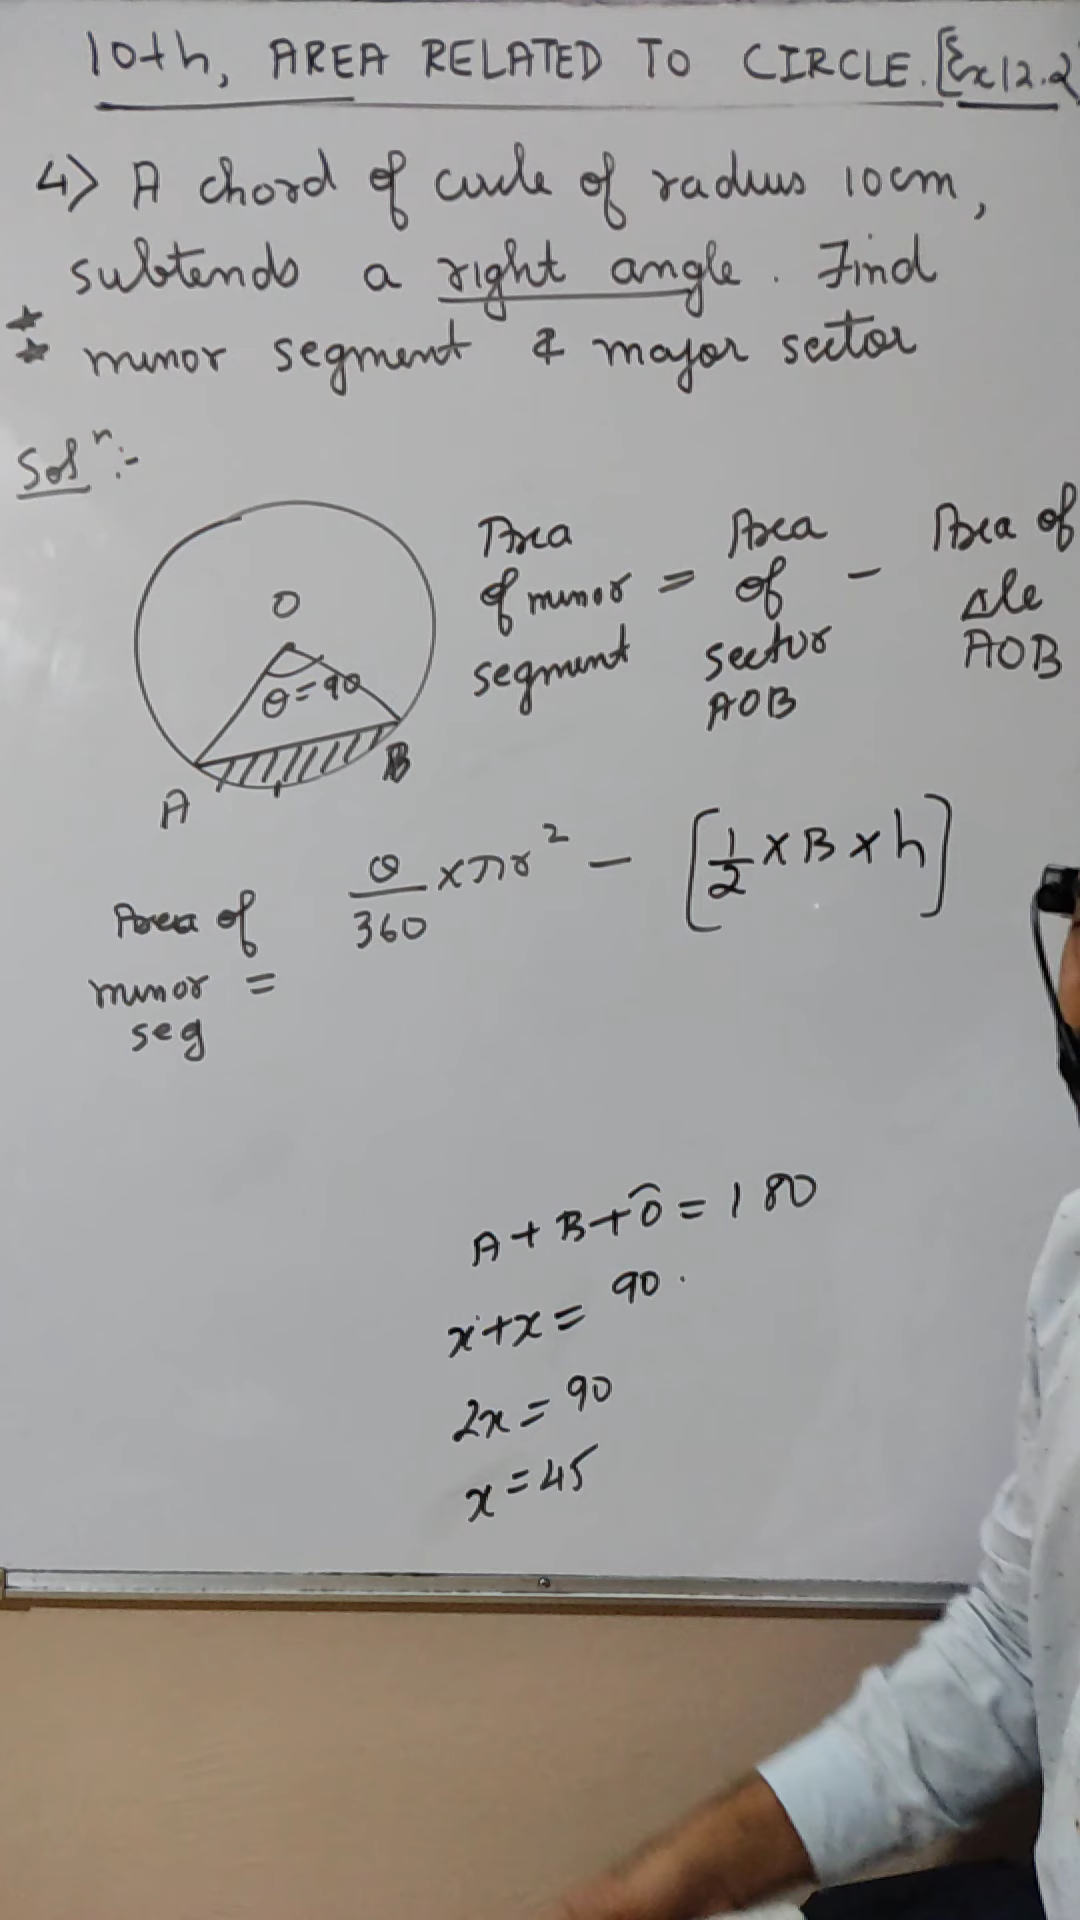 10th, AREA RELATED TO CIRCLE. [Ex12.2
4) A chord of circle of radius 10cm,
subtends a right angle. Find
minor segment & major sector
Solⁿ:-
O
θ=90
A
B
Area of minor segment = Area of sector AOB - Area of Δle AOB
Area of minor seg = θ/360 × πr² - [1/2 × B × h]
A + B + O = 180
x + x = 90.
2x = 90
x = 45